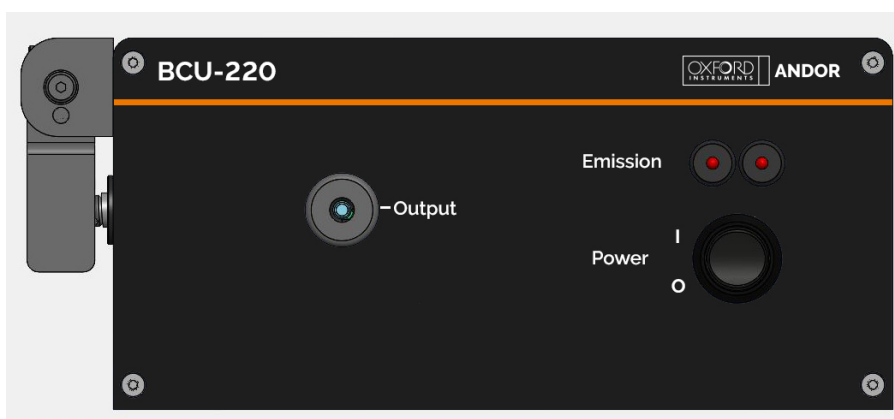 BCU-220
OXFORD INSTRUMENTS ANDOR
Emission
Output
I
Power
O